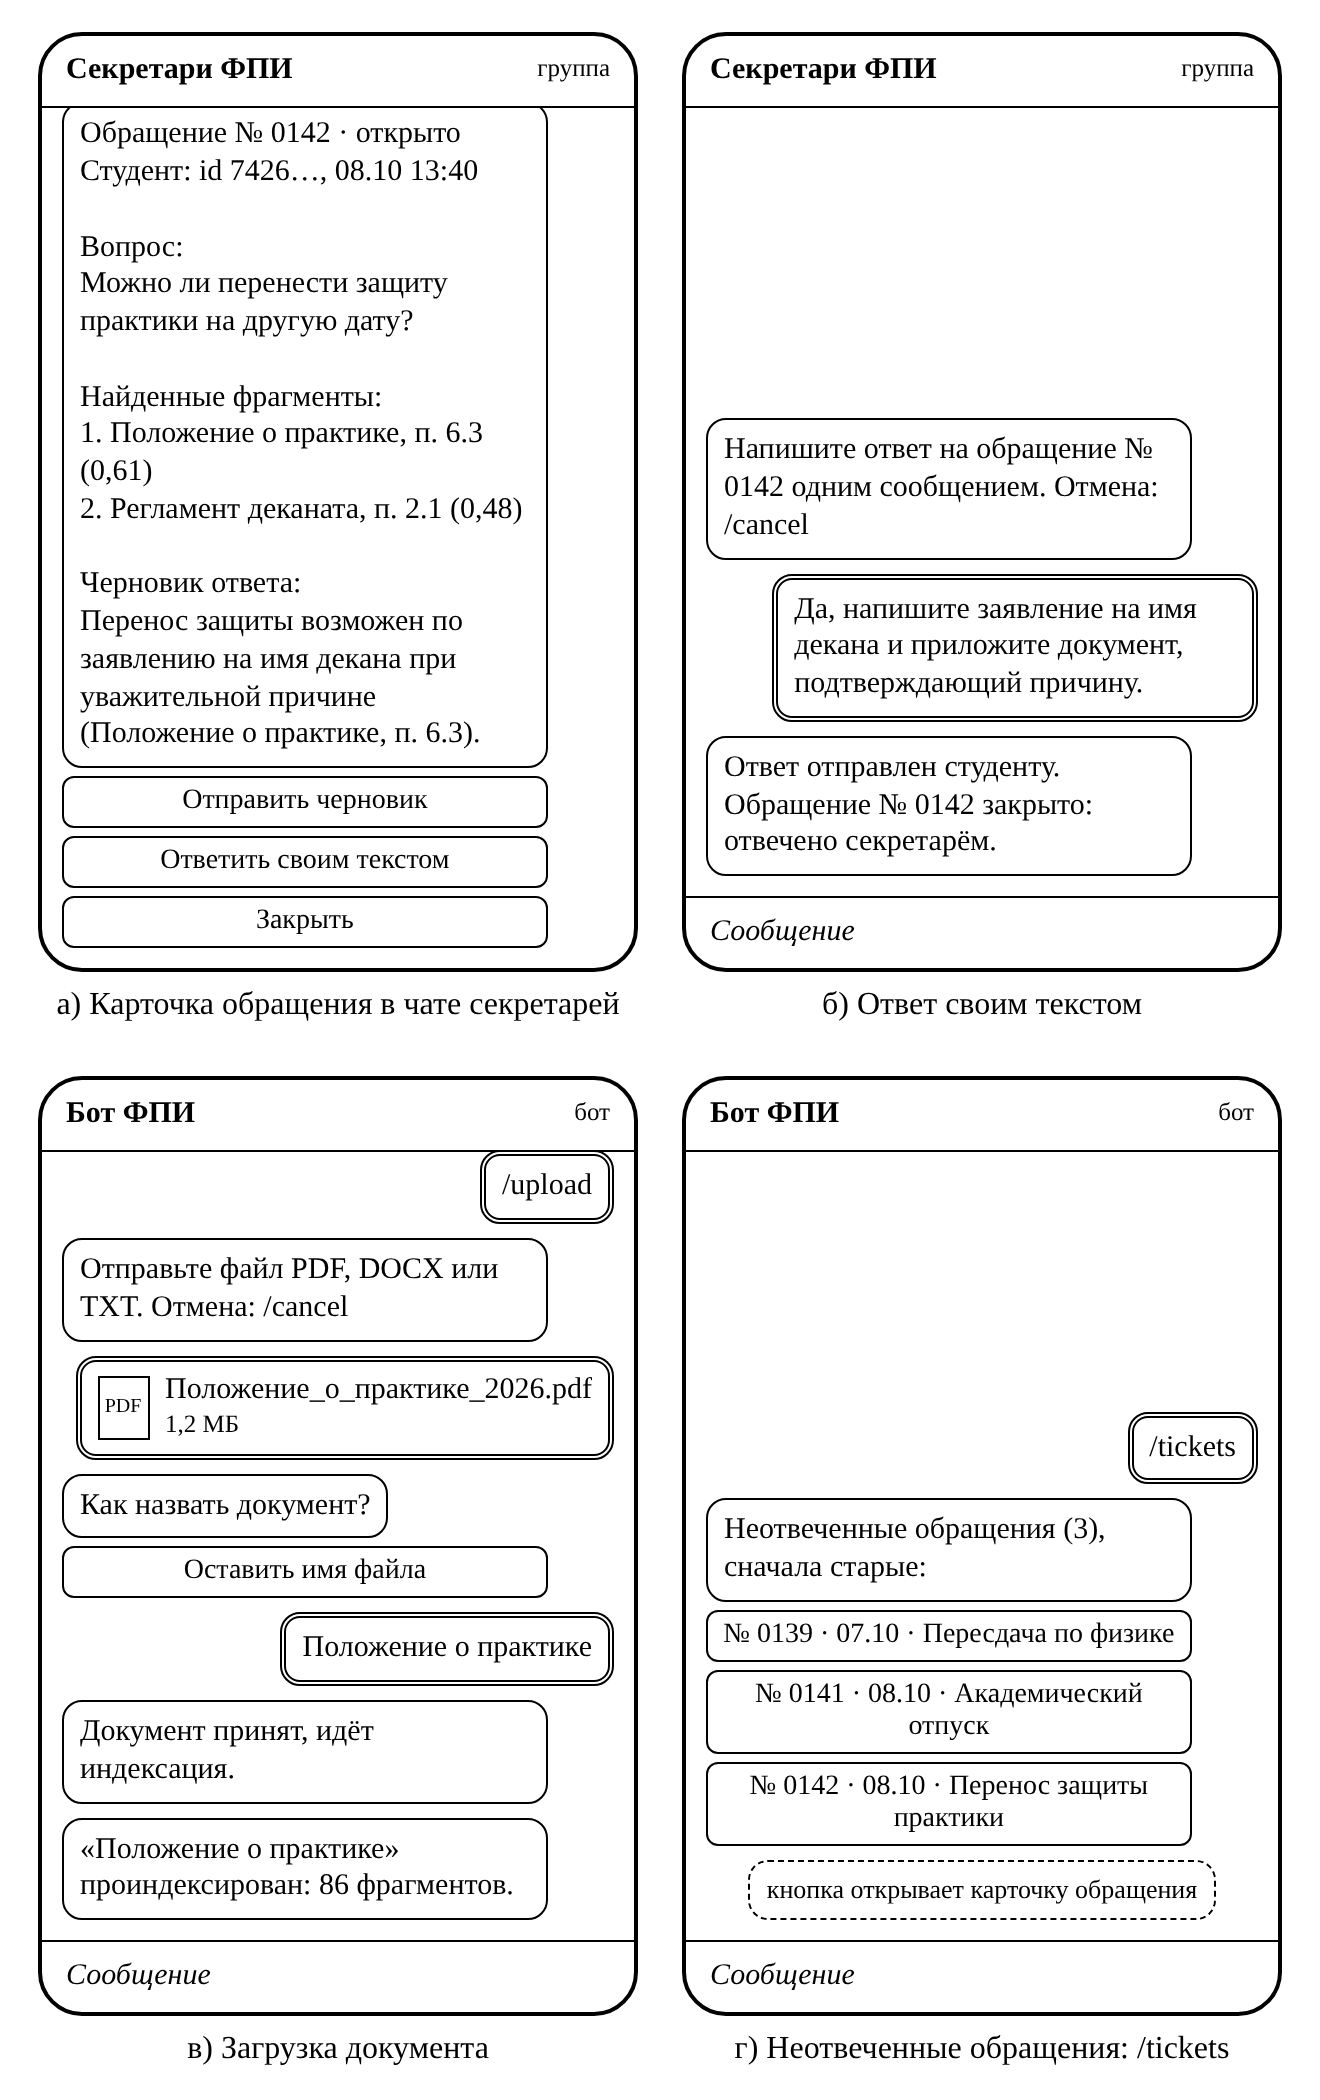 Секретари ФПИ
группа
Обращение № 0142 · открыто
Студент: id 7426…, 08.10 13:40
Вопрос:
Можно ли перенести защиту
практики на другую дату?
Найденные фрагменты:
1. Положение о практике, п. 6.3
(0,61)
2. Регламент деканата, п. 2.1 (0,48)
Черновик ответа:
Перенос защиты возможен по
заявлению на имя декана при
уважительной причине
(Положение о практике, п. 6.3).
Отправить черновик
Ответить своим текстом
Закрыть
а) Карточка обращения в чате секретарей
Секретари ФПИ
группа
Напишите ответ на обращение №
0142 одним сообщением. Отмена:
/cancel
Да, напишите заявление на имя
декана и приложите документ,
подтверждающий причину.
Ответ отправлен студенту.
Обращение № 0142 закрыто:
отвечено секретарём.
Сообщение
б) Ответ своим текстом
Бот ФПИ
бот
/upload
Отправьте файл PDF, DOCX или
TXT. Отмена: /cancel
PDF
Положение_о_практике_2026.pdf
1,2 МБ
Как назвать документ?
Оставить имя файла
Положение о практике
Документ принят, идёт
индексация.
«Положение о практике»
проиндексирован: 86 фрагментов.
Сообщение
в) Загрузка документа
Бот ФПИ
бот
/tickets
Неотвеченные обращения (3),
сначала старые:
№ 0139 · 07.10 · Пересдача по физике
№ 0141 · 08.10 · Академический
отпуск
№ 0142 · 08.10 · Перенос защиты
практики
кнопка открывает карточку обращения
Сообщение
г) Неотвеченные обращения: /tickets